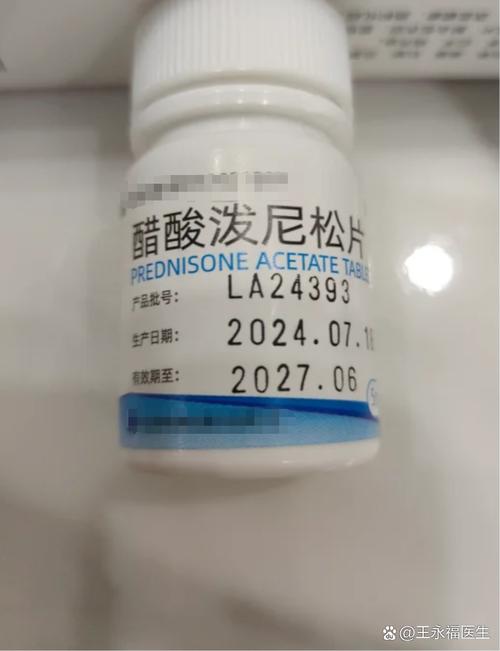 醋酸泼尼松片
PREDNISONE ACETATE TABLE
产品批号: LA24393
生产日期: 2024.07.18
有效期至: 2027.06
@王永福医生